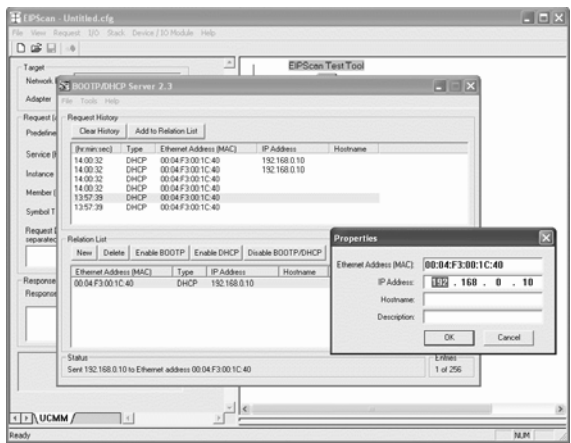 EIPScan - Untitled.cfg
File View Request I/O Stack Device / IO Module Help
Target
EIPScan Test Tool
Network
Adapter
Request
Predefine
Service
Instance
Member
Symbol T
Request
separated
Response
Response
BOOTP/DHCP Server 2.3
File Tools Help
Request History
Clear History Add to Relation List
(hr:min:sec) Type Ethernet Address (MAC) IP Address Hostname
14:00:32 DHCP 00:04:F3:00:1C:40 192.168.0.10
14:00:32 DHCP 00:04:F3:00:1C:40 192.168.0.10
14:00:32 DHCP 00:04:F3:00:1C:40
14:00:32 DHCP 00:04:F3:00:1C:40
13:57:39 DHCP 00:04:F3:00:1C:40
13:57:39 DHCP 00:04:F3:00:1C:40
Relation List
New Delete Enable BOOTP Enable DHCP Disable BOOTP/DHCP
Ethernet Address (MAC) Type IP Address Hostname
00:04:F3:00:1C:40 DHCP 192.168.0.10
Status
Sent 192.168.0.10 to Ethernet address 00:04:F3:00:1C:40
Entries
1 of 256
Properties
Ethernet Address (MAC): 00:04:F3:00:1C:40
IP Address: 192 . 168 . 0 . 10
Hostname:
Description:
OK Cancel
UCMM
Ready NUM